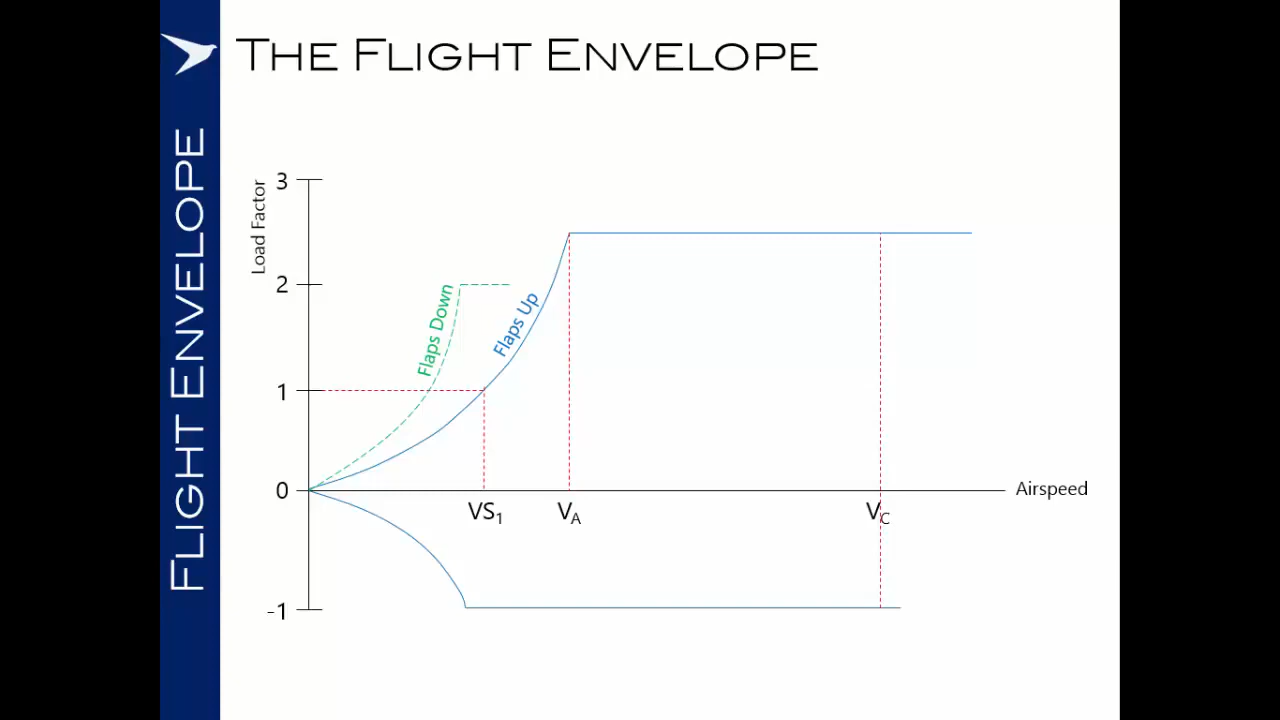 THE FLIGHT ENVELOPE
FLIGHT ENVELOPE
Load Factor
3
2
1
0
-1
Flaps Down
Flaps Up
VS1
VA
VC
Airspeed